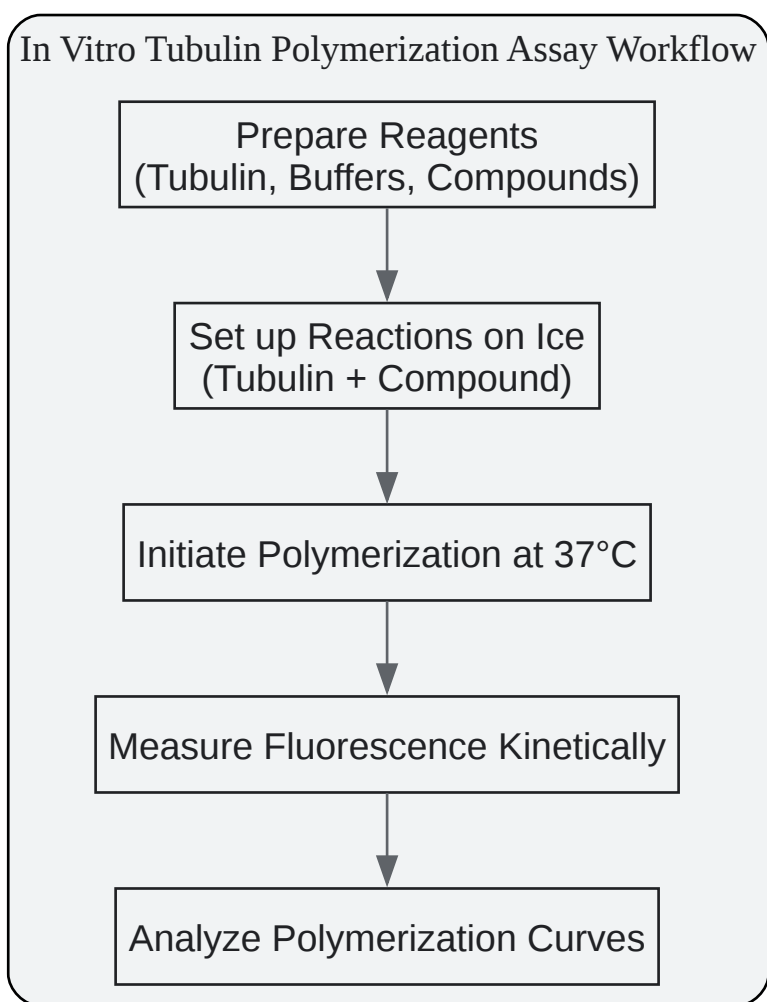 In Vitro Tubulin Polymerization Assay Workflow
Prepare Reagents
(Tubulin, Buffers, Compounds)
Set up Reactions on Ice
(Tubulin + Compound)
Initiate Polymerization at 37°C
Measure Fluorescence Kinetically
Analyze Polymerization Curves